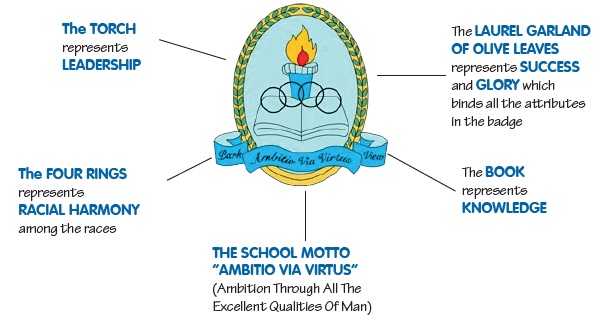 The TORCH
represents
LEADERSHIP
The LAUREL GARLAND
OF OLIVE LEAVES
represents SUCCESS
and GLORY which
binds all the attributes
in the badge
Park Ambitio Via Virtus View
The FOUR RINGS
represents
RACIAL HARMONY
among the races
The BOOK
represents
KNOWLEDGE
THE SCHOOL MOTTO
"AMBITIO VIA VIRTUS"
(Ambition Through All The
Excellent Qualities Of Man)